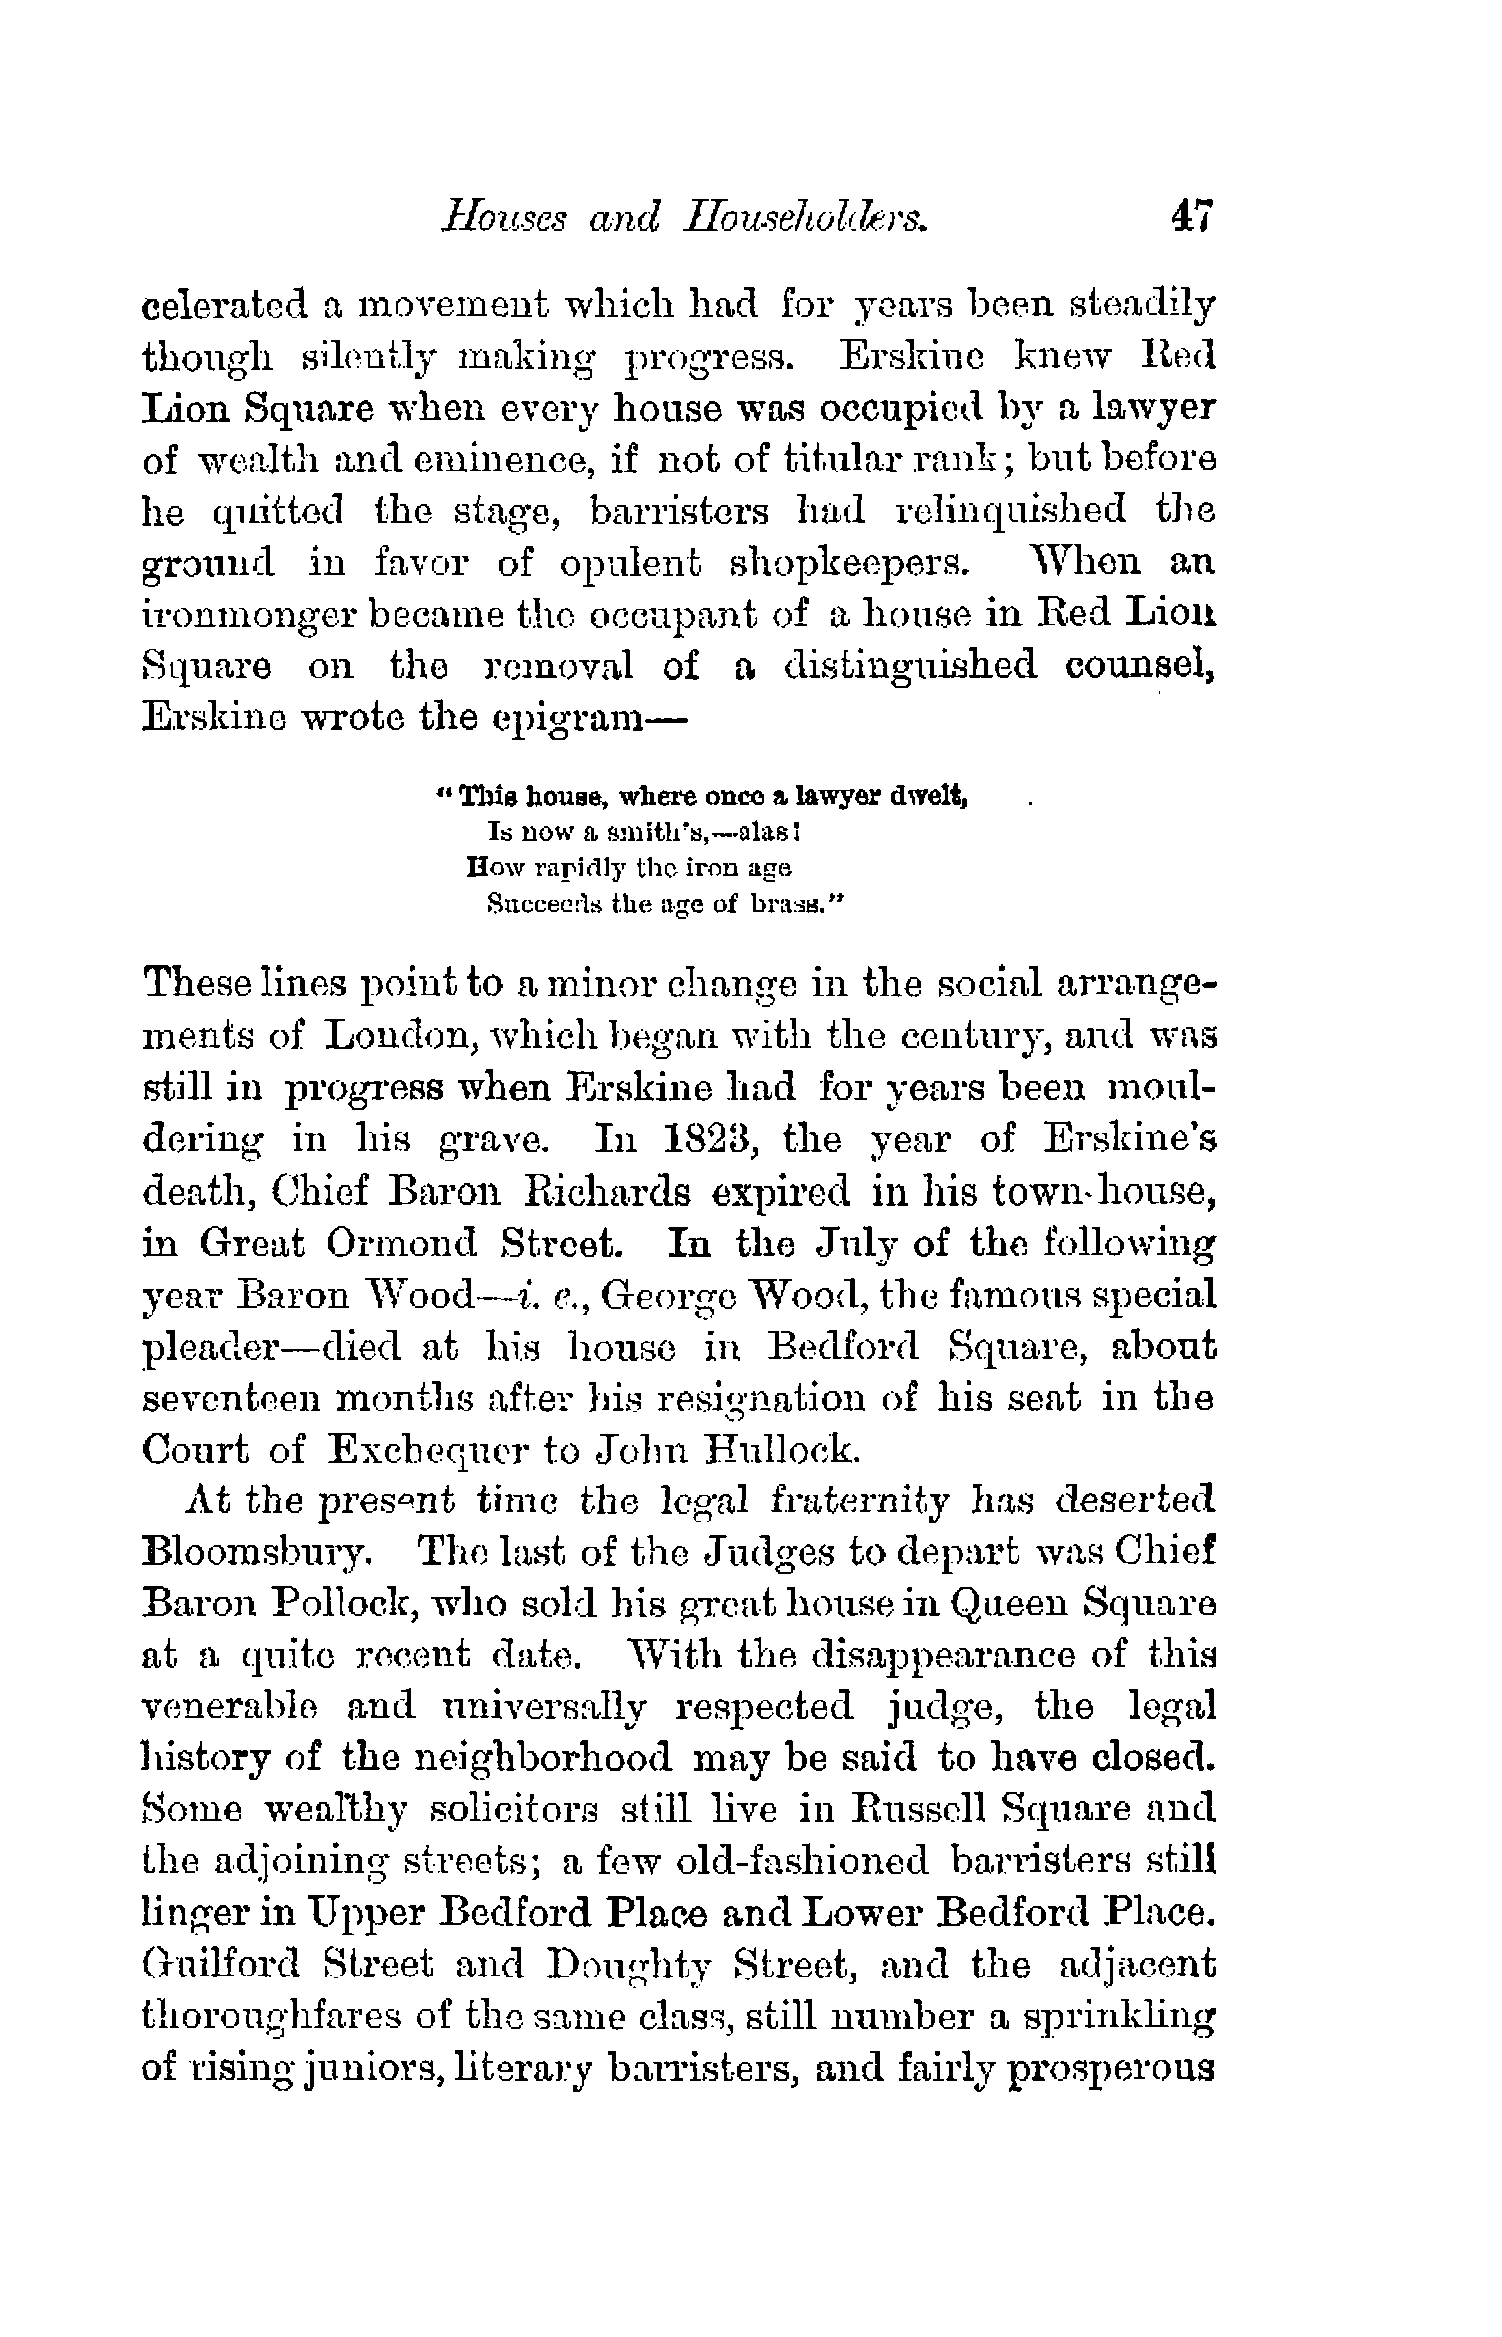 Houses and Householders. 47
celerated a movement which had for years been steadily
though silently making progress. Erskine knew Red
Lion Square when every house was occupied by a lawyer
of wealth and eminence, if not of titular rank; but before
he quitted the stage, barristers had relinquished the
ground in favor of opulent shopkeepers. When an
ironmonger became the occupant of a house in Red Lion
Square on the removal of a distinguished counsel,
Erskine wrote the epigram—
"This house, where once a lawyer dwelt,
Is now a smith's,—alas!
How rapidly the iron age
Succeeds the age of brass."
These lines point to a minor change in the social arrange-
ments of London, which began with the century, and was
still in progress when Erskine had for years been moul-
dering in his grave. In 1823, the year of Erskine's
death, Chief Baron Richards expired in his town-house,
in Great Ormond Street. In the July of the following
year Baron Wood—i. e., George Wood, the famous special
pleader—died at his house in Bedford Square, about
seventeen months after his resignation of his seat in the
Court of Exchequer to John Hullock.
At the present time the legal fraternity has deserted
Bloomsbury. The last of the Judges to depart was Chief
Baron Pollock, who sold his great house in Queen Square
at a quite recent date. With the disappearance of this
venerable and universally respected judge, the legal
history of the neighborhood may be said to have closed.
Some wealthy solicitors still live in Russell Square and
the adjoining streets; a few old-fashioned barristers still
linger in Upper Bedford Place and Lower Bedford Place.
Guilford Street and Doughty Street, and the adjacent
thoroughfares of the same class, still number a sprinkling
of rising juniors, literary barristers, and fairly prosperous